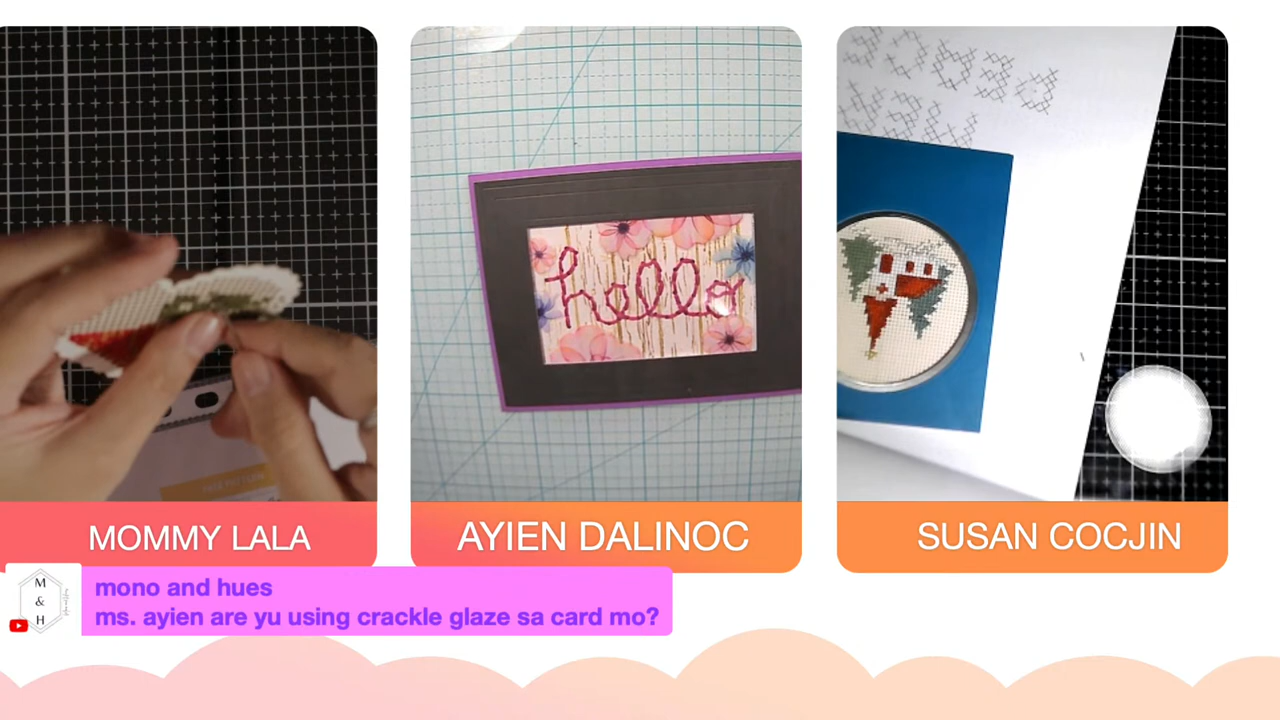 hello
MOMMY LALA
AYIEN DALINOC
SUSAN COCJIN
M
&
H
mono and hues
ms. ayien are yu using crackle glaze sa card mo?